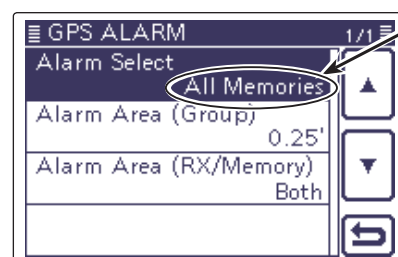 GPS ALARM 1/1
Alarm Select
All Memories
Alarm Area (Group)
0.25'
Alarm Area (RX/Memory)
Both